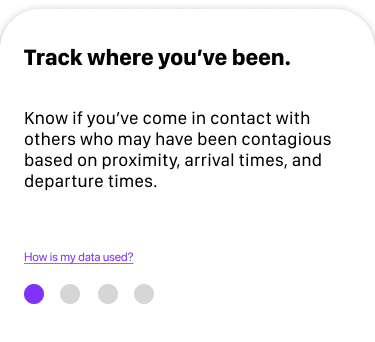 Track where you’ve been.
Know if you’ve come in contact with
others who may have been contagious
based on proximity, arrival times, and
departure times.
How is my data used?